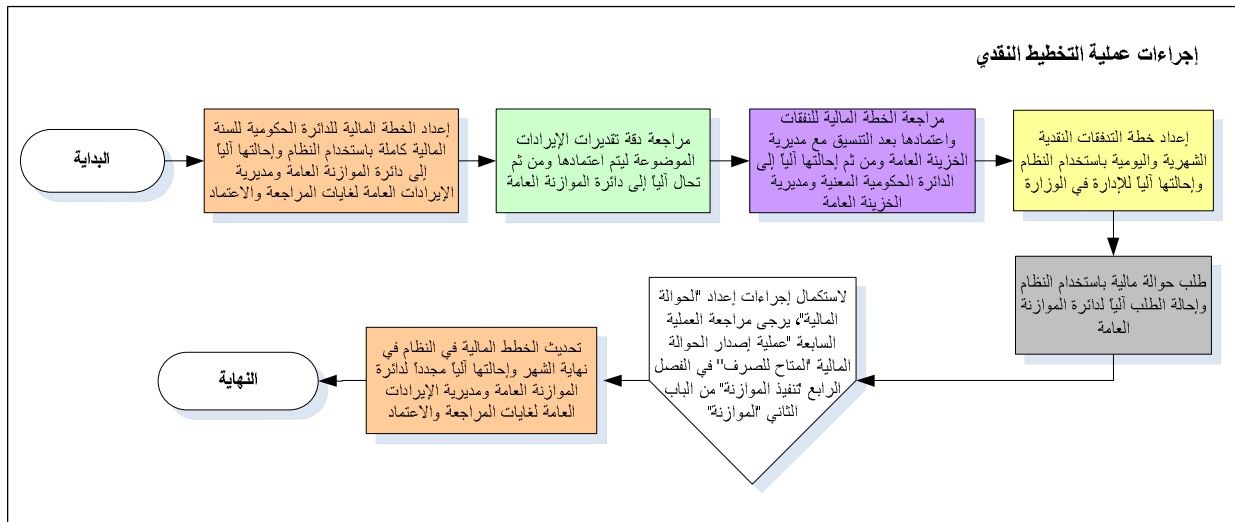 إجراءات عملية التخطيط النقدي
البداية
إعداد الخطة المالية للدائرة الحكومية للسنة
المالية كاملة باستخدام النظام وإحالتها آلياً
إلى دائرة الموازنة العامة ومديرية
الإيرادات العامة لغايات المراجعة والاعتماد
مراجعة دقة تقديرات الإيرادات
الموضوعة ليتم اعتمادها ومن ثم
تحال آلياً إلى دائرة الموازنة العامة
مراجعة الخطة المالية للنفقات
واعتمادها بعد التنسيق مع مديرية
الخزينة العامة ومن ثم إحالتها آلياً إلى
الدائرة الحكومية المعنية ومديرية
الخزينة العامة
إعداد خطة التدفقات النقدية
الشهرية واليومية باستخدام النظام
وإحالتها آلياً للإدارة في الوزارة
طلب حوالة مالية باستخدام النظام
وإحالة الطلب آلياً لدائرة الموازنة
العامة
لاستكمال إجراءات إعداد "الحوالة
المالية"، يرجى مراجعة العملية
السابعة "عملية إصدار الحوالة
المالية "المتاح للصرف"" في الفصل
الرابع "تنفيذ الموازنة" من الباب
الثاني "الموازنة"
تحديث الخطط المالية في النظام في
نهاية الشهر وإحالتها آلياً مجدداً لدائرة
الموازنة العامة ومديرية الإيرادات
العامة لغايات المراجعة والاعتماد
النهاية